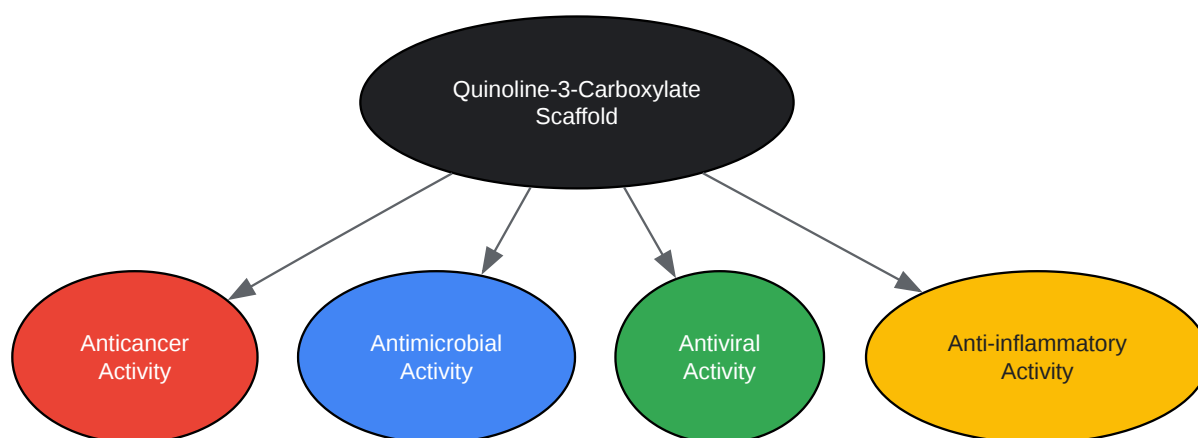 Quinoline-3-Carboxylate
Scaffold
Anticancer
Activity
Antimicrobial
Activity
Antiviral
Activity
Anti-inflammatory
Activity